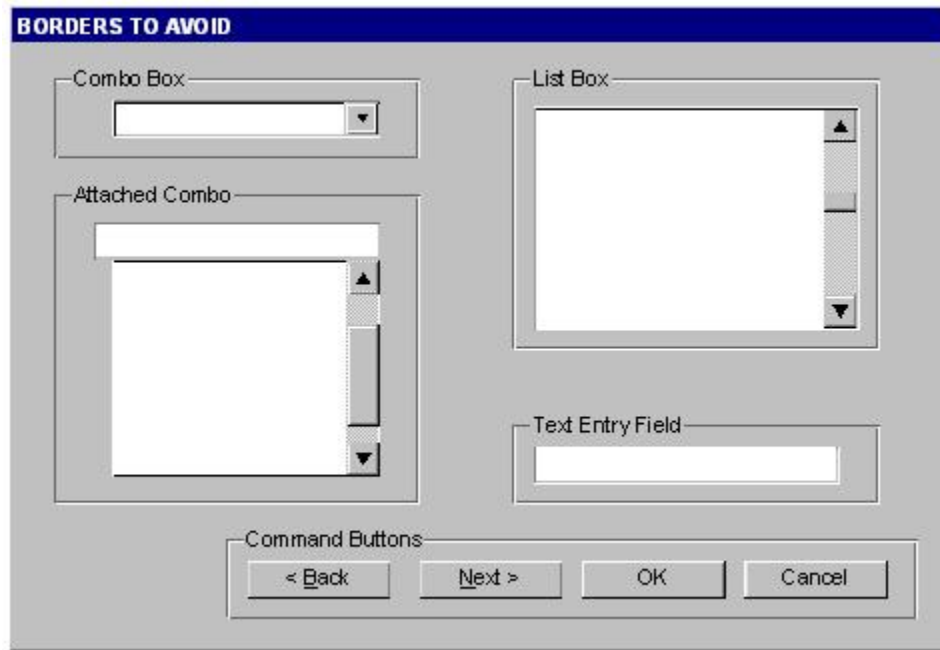 BORDERS TO AVOID
Combo Box
List Box
Attached Combo
Text Entry Field
Command Buttons
< Back
Next >
OK
Cancel